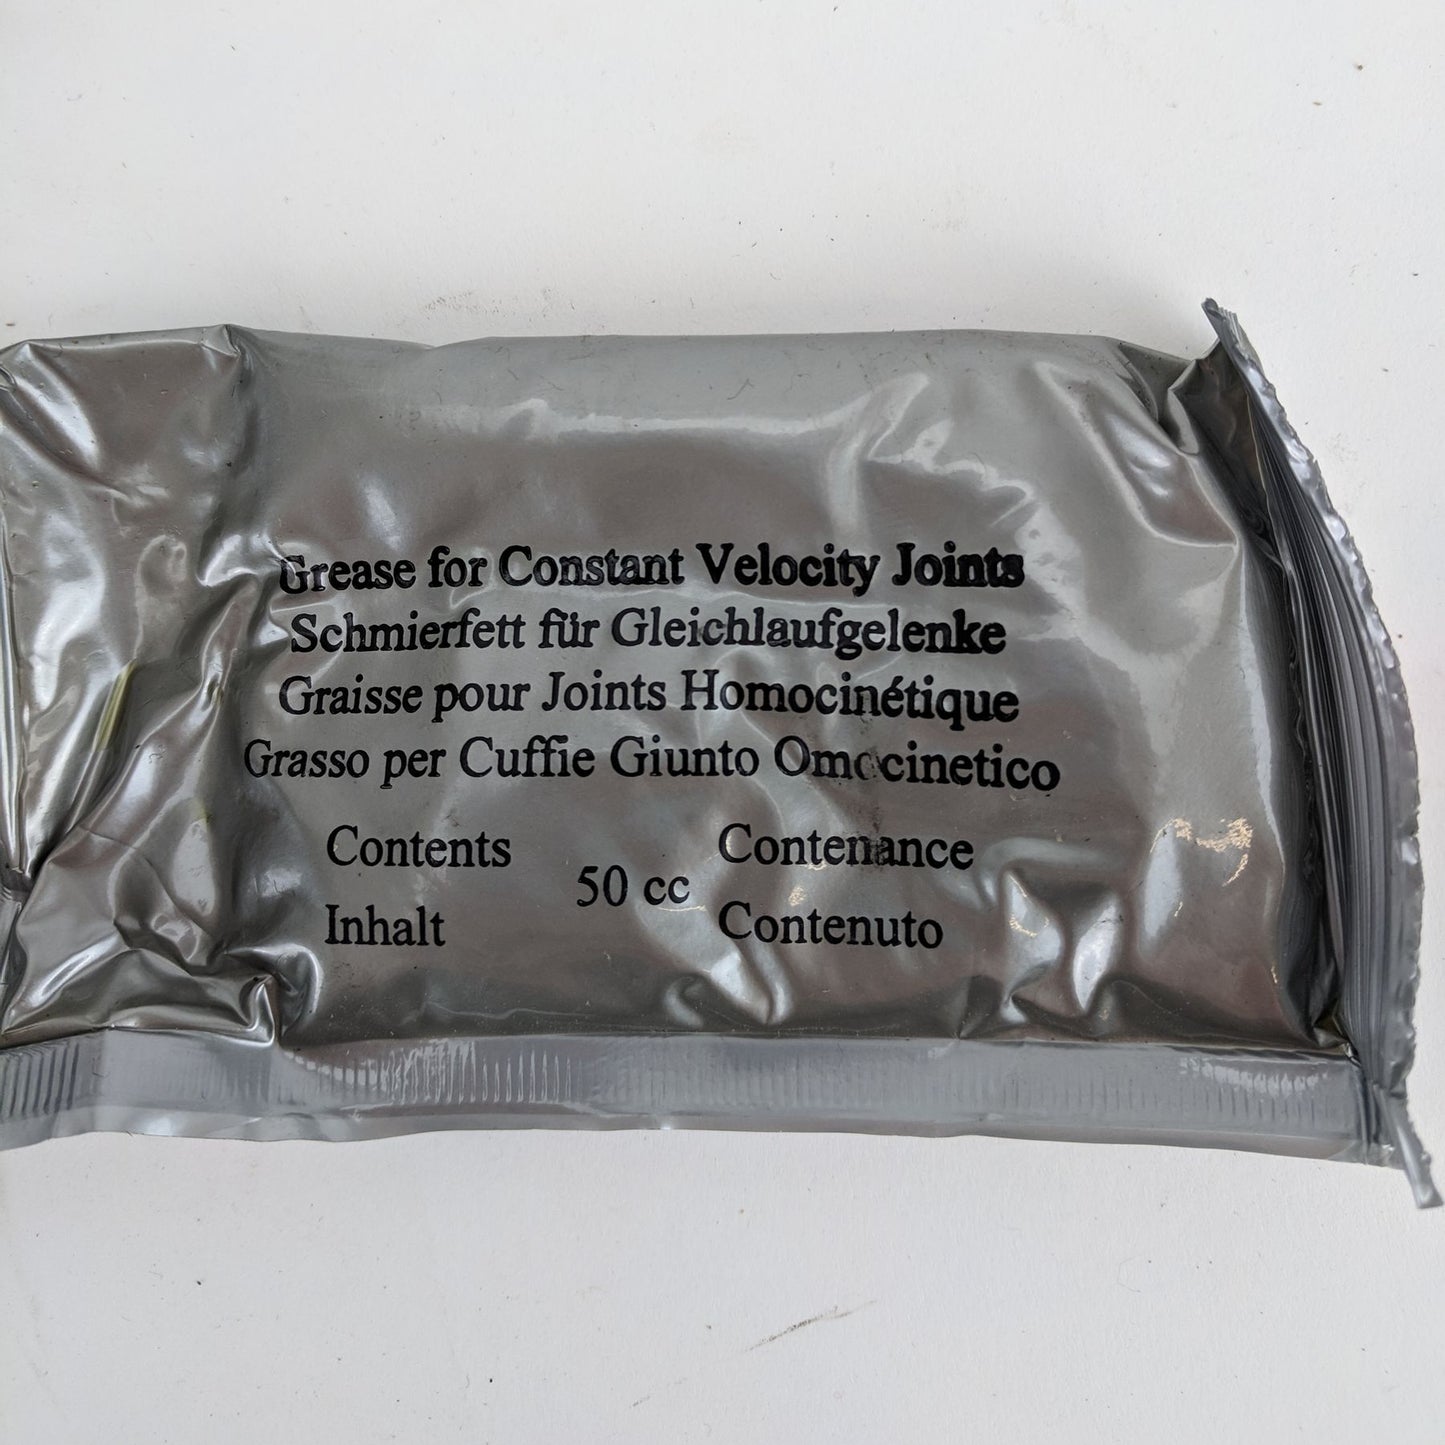 Grease for Constant Velocity Joints
Schmierfett für Gleichlaufgelenke
Graisse pour Joints Homocinétique
Grasso per Cuffie Giunto Omocinetico
Contents
Inhalt
50 cc
Contenance
Contenuto